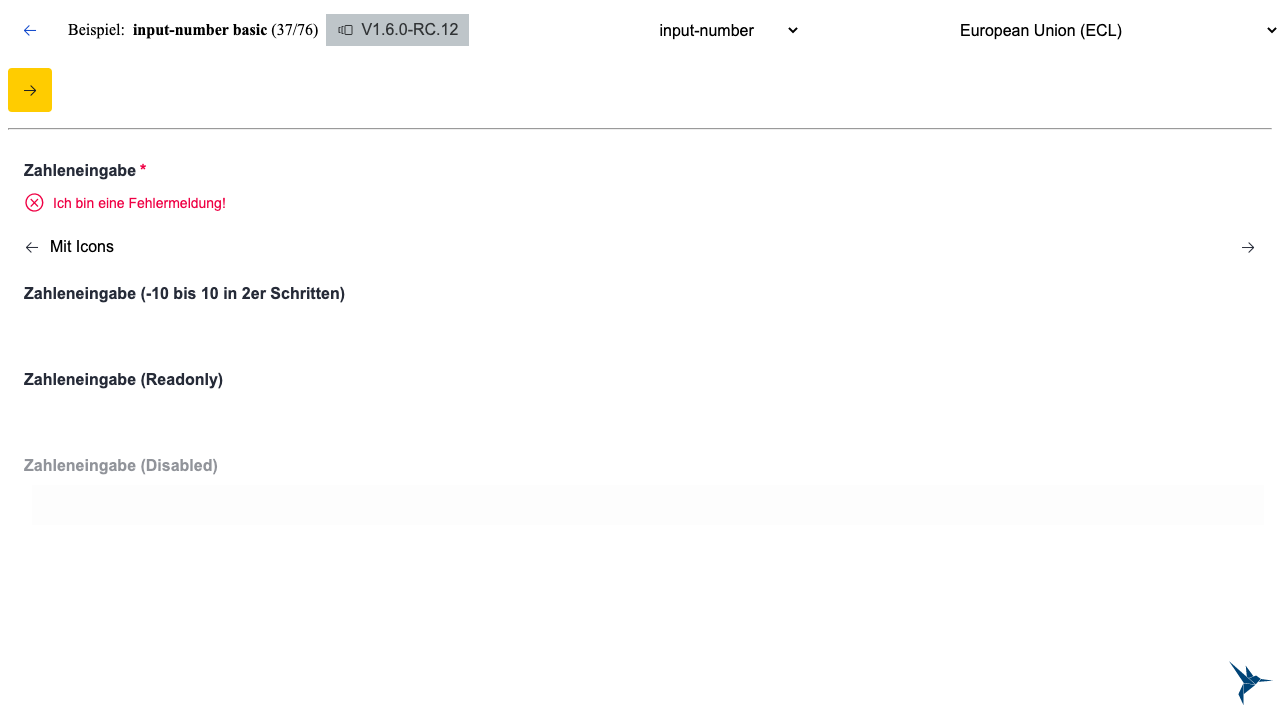 Beispiel: input-number basic (37/76) V1.6.0-RC.12 input-number European Union (ECL)
Zahleneingabe *
Ich bin eine Fehlermeldung!
Mit Icons
Zahleneingabe (-10 bis 10 in 2er Schritten)
Zahleneingabe (Readonly)
Zahleneingabe (Disabled)